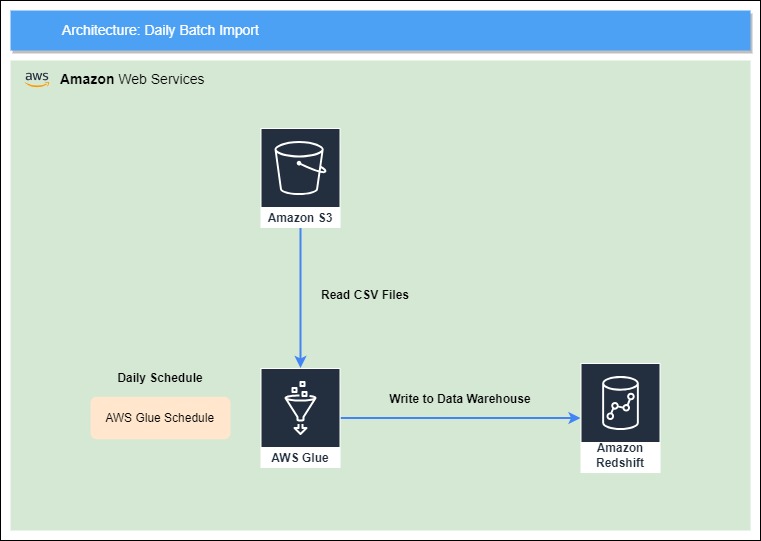 Architecture: Daily Batch Import
aws Amazon Web Services
Amazon S3
Read CSV Files
Daily Schedule
AWS Glue Schedule
AWS Glue
Write to Data Warehouse
Amazon
Redshift